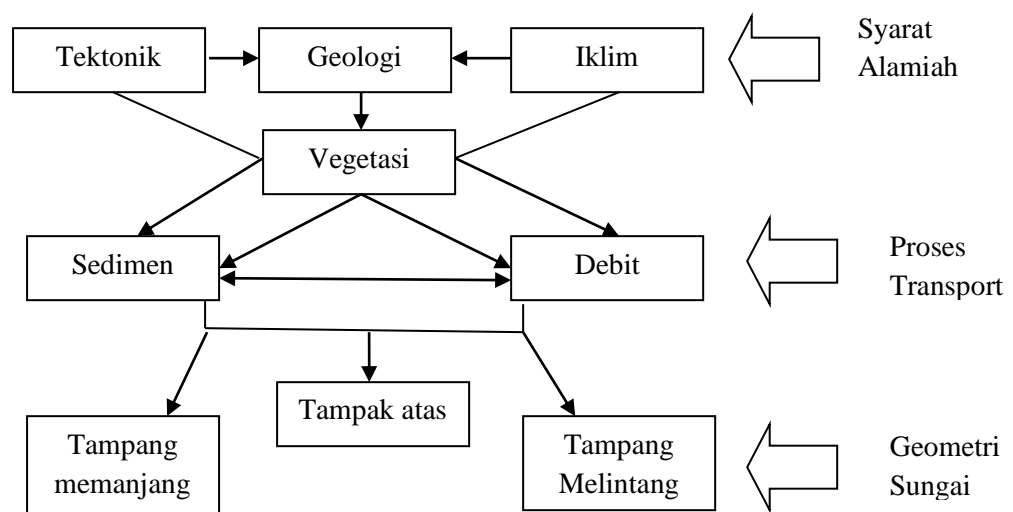 Tektonik
Geologi
Iklim
Syarat
Alamiah
Vegetasi
Sedimen
Debit
Proses
Transport
Tampak atas
Tampang
memanjang
Tampang
Melintang
Geometri
Sungai